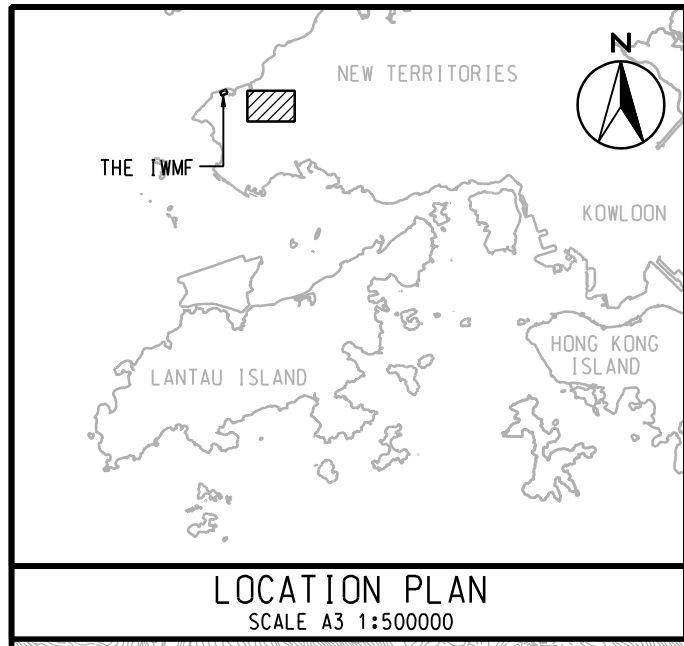 N
NEW TERRITORIES
THE IWMF
KOWLOON
HONG KONG
ISLAND
LANTAU ISLAND
LOCATION PLAN
SCALE A3 1:500000